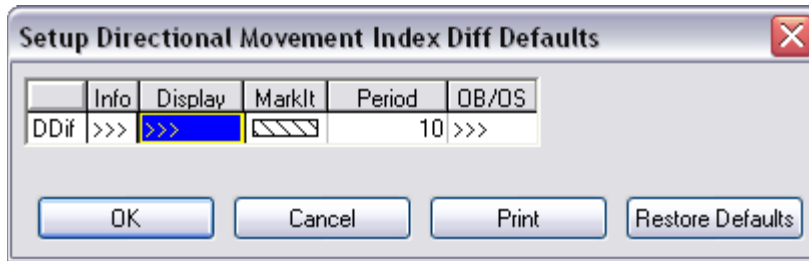 Setup Directional Movement Index Diff Defaults
Info Display MarkIt Period OB/OS
DDif >>> >>> 10 >>>
OK Cancel Print Restore Defaults